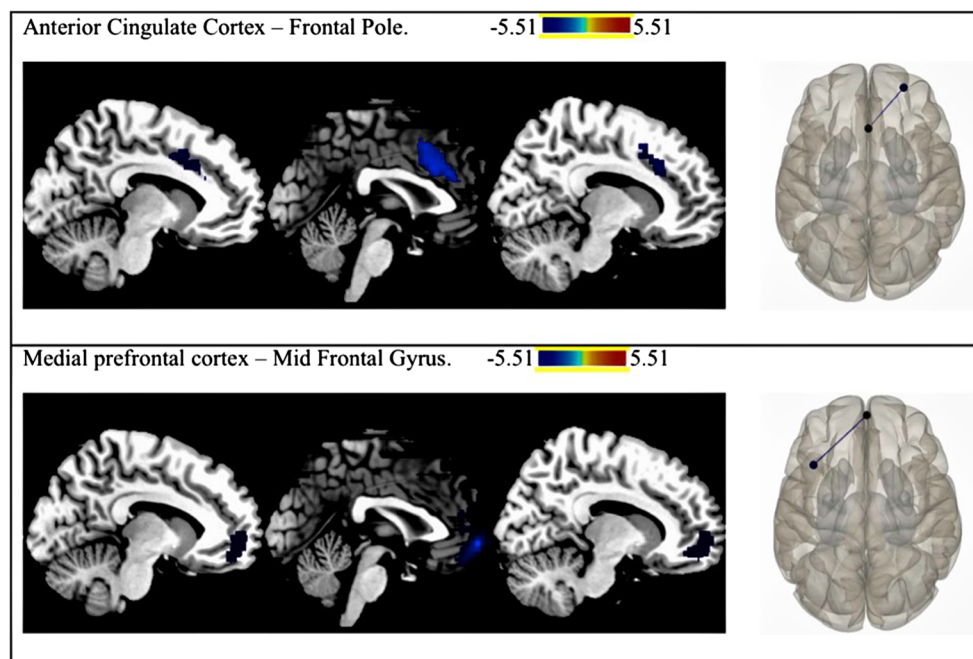 Anterior Cingulate Cortex – Frontal Pole. -5.51 5.51
Medial prefrontal cortex – Mid Frontal Gyrus. -5.51 5.51